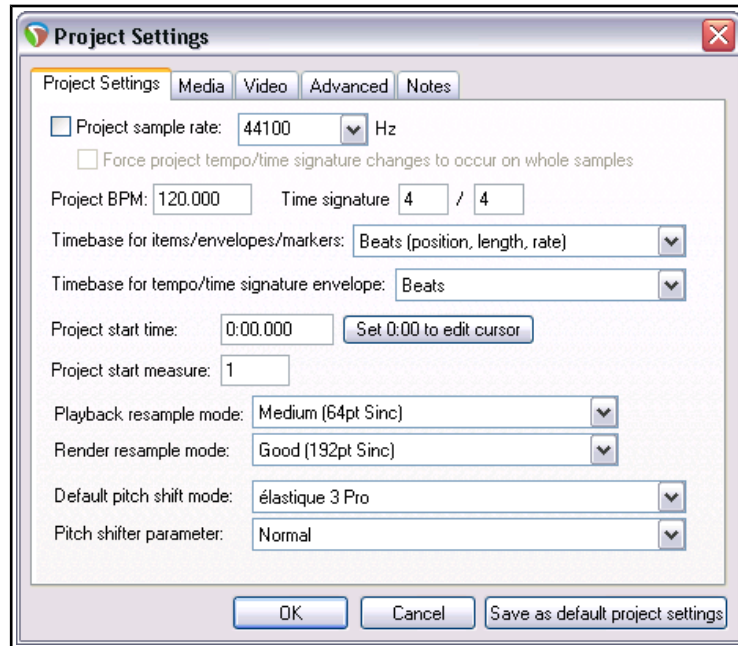 Project Settings
Project Settings Media Video Advanced Notes
Project sample rate: 44100 Hz
Force project tempo/time signature changes to occur on whole samples
Project BPM: 120.000 Time signature 4 / 4
Timebase for items/envelopes/markers: Beats (position, length, rate)
Timebase for tempo/time signature envelope: Beats
Project start time: 0:00.000 Set 0:00 to edit cursor
Project start measure: 1
Playback resample mode: Medium (64pt Sinc)
Render resample mode: Good (192pt Sinc)
Default pitch shift mode: élastique 3 Pro
Pitch shifter parameter: Normal
OK Cancel Save as default project settings